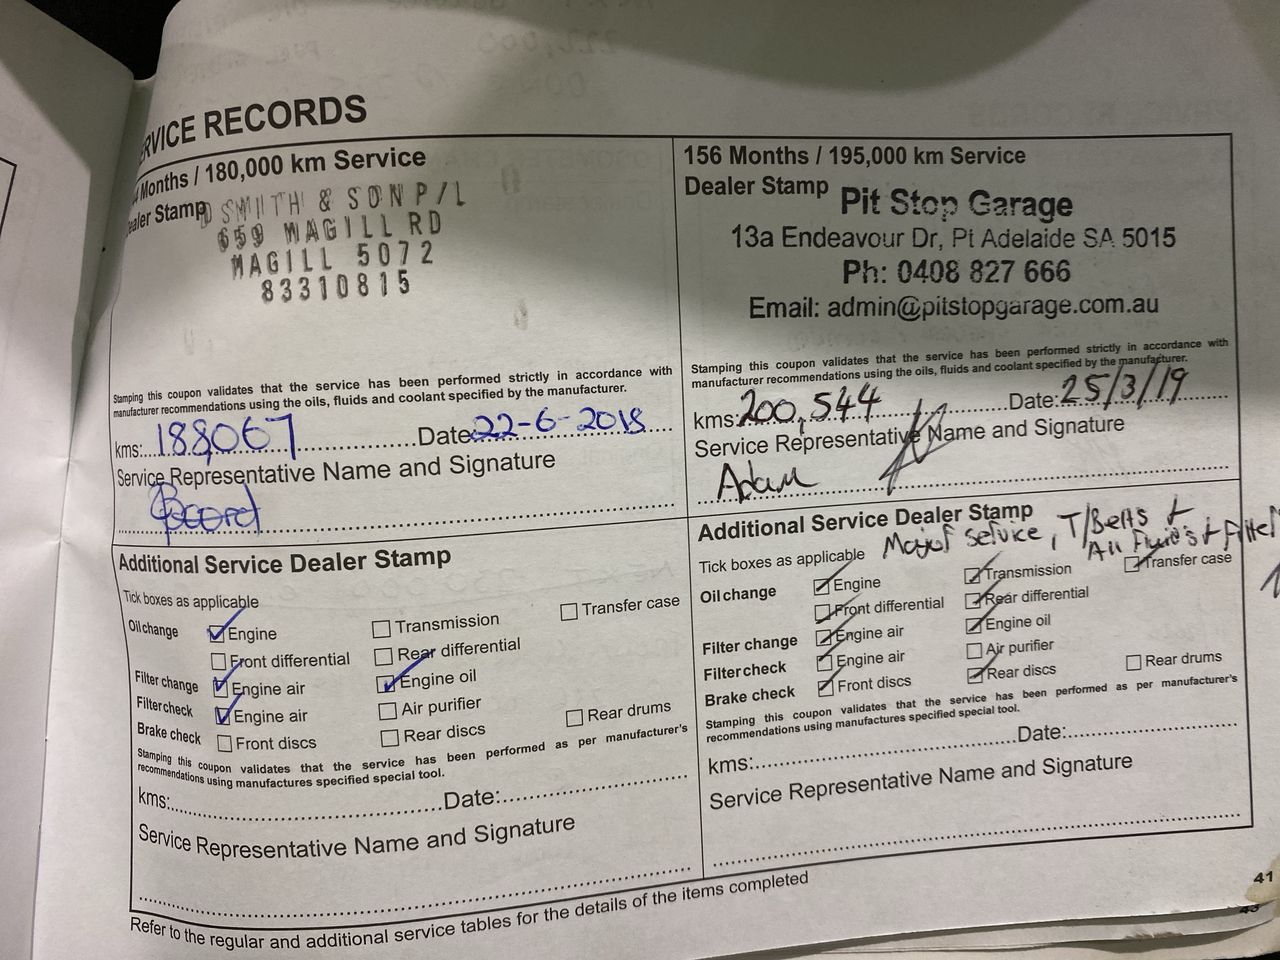 RVICE RECORDS
Months / 180,000 km Service
ealer Stamp
D SMITH & SON P/L
659 MAGILL RD
MAGILL 5072
83310815
Stamping this coupon validates that the service has been performed strictly in accordance with
manufacturer recommendations using the oils, fluids and coolant specified by the manufacturer.
kms: 188067 Date: 22-6-2018
Service Representative Name and Signature
Additional Service Dealer Stamp
Tick boxes as applicable
Oil change Engine Transmission Transfer case
Front differential Rear differential
Filter change Engine air Engine oil
Filter check Engine air Air purifier
Brake check Front discs Rear discs Rear drums
Stamping this coupon validates that the service has been performed as per manufacturer's
recommendations using manufactures specified special tool.
kms: Date:
Service Representative Name and Signature
156 Months / 195,000 km Service
Dealer Stamp
Pit Stop Garage
13a Endeavour Dr, Pt Adelaide SA 5015
Ph: 0408 827 666
Email: admin@pitstopgarage.com.au
Stamping this coupon validates that the service has been performed strictly in accordance with
manufacturer recommendations using the oils, fluids and coolant specified by the manufacturer.
kms: 200,544 Date: 25/3/19
Service Representative Name and Signature
Adam
Additional Service Dealer Stamp
Tick boxes as applicable Major service, T/Belts +
All Fluids + Filter
Oil change Engine Transmission Transfer case
Front differential Rear differential
Filter change Engine air Engine oil
Filter check Engine air Air purifier
Brake check Front discs Rear discs Rear drums
Stamping this coupon validates that the service has been performed as per manufacturer's
recommendations using manufactures specified special tool.
kms: Date:
Service Representative Name and Signature
Refer to the regular and additional service tables for the details of the items completed
41
43